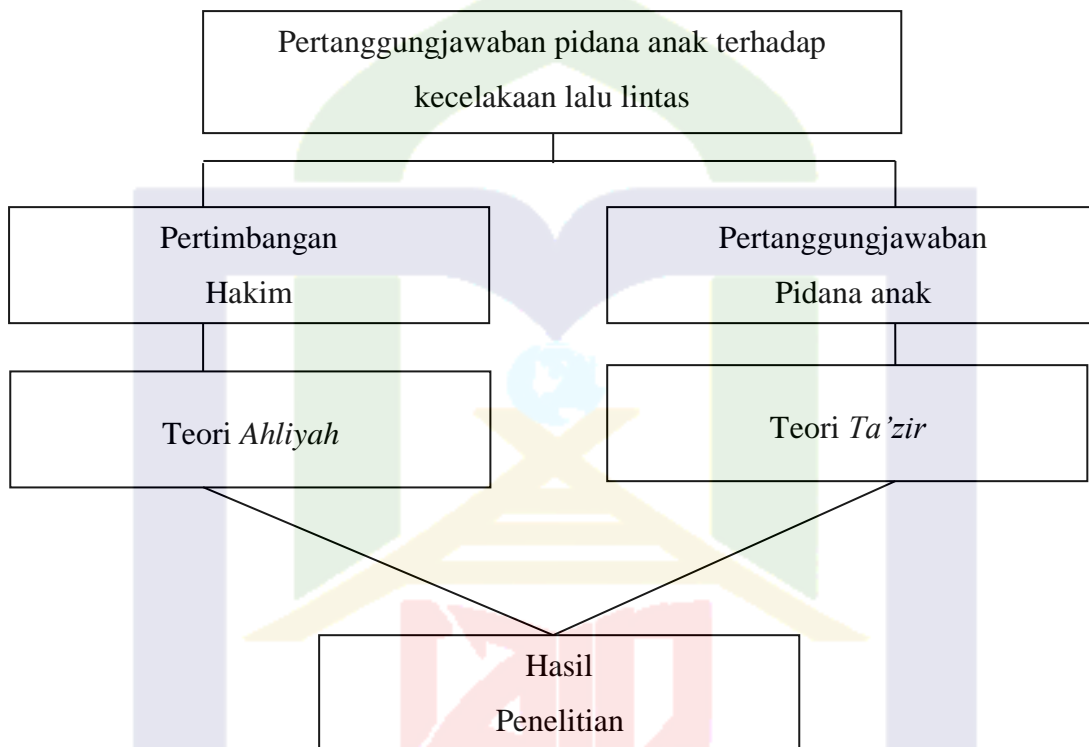 Pertanggungjawaban pidana anak terhadap
kecelakaan lalu lintas
Pertimbangan
Hakim
Pertanggungjawaban
Pidana anak
Teori Ahliyah
Teori Ta’zir
Hasil
Penelitian